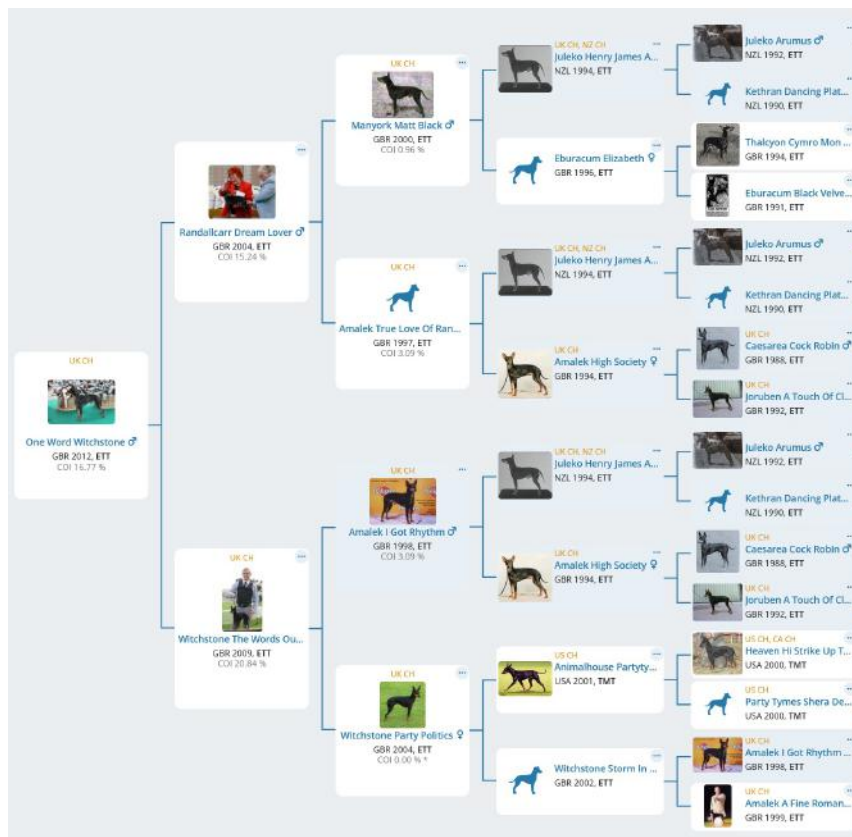 UK CH
One Word Witchstone ♂
GBR 2012, ETT
COI 16.77 %
Randallcarr Dream Lover ♂
GBR 2004, ETT
COI 15.24 %
UK CH
Witchstone The Words Ou...
GBR 2009, ETT
COI 20.84 %
UK CH
Manyork Matt Black ♂
GBR 2000, ETT
COI 0.96 %
UK CH
Amalek True Love Of Ran...
GBR 1997, ETT
COI 3.09 %
UK CH
Amalek I Got Rhythm ♂
GBR 1998, ETT
COI 3.09 %
UK CH
Witchstone Party Politics ♀
GBR 2004, ETT
COI 0.00 % *
UK CH, NZ CH
Juleko Henry James A...
NZL 1994, ETT
Eburacum Elizabeth ♀
GBR 1996, ETT
UK CH, NZ CH
Juleko Henry James A...
NZL 1994, ETT
UK CH
Amalek High Society ♀
GBR 1994, ETT
UK CH, NZ CH
Juleko Henry James A...
NZL 1994, ETT
UK CH
Amalek High Society ♀
GBR 1994, ETT
US CH
Animalhouse Partyty...
USA 2001, TMT
Witchstone Storm In ...
GBR 2002, ETT
Juleko Arumus ♂
NZL 1992, ETT
Kethran Dancing Plat...
NZL 1990, ETT
Thalcyon Cymro Mon ...
GBR 1994, ETT
Eburacum Black Velve...
GBR 1991, ETT
Juleko Arumus ♂
NZL 1992, ETT
Kethran Dancing Plat...
NZL 1990, ETT
UK CH
Caesarea Cock Robin ♂
GBR 1988, ETT
UK CH
Joruben A Touch Of Cl...
GBR 1992, ETT
Juleko Arumus ♂
NZL 1992, ETT
Kethran Dancing Plat...
NZL 1990, ETT
UK CH
Caesarea Cock Robin ♂
GBR 1988, ETT
UK CH
Joruben A Touch Of Cl...
GBR 1992, ETT
US CH, CA CH
Heaven Hi Strike Up T...
USA 2000, TMT
US CH
Party Tymes Shera De...
USA 2000, TMT
UK CH
Amalek I Got Rhythm ...
GBR 1998, ETT
UK CH
Amalek A Fine Roman...
GBR 1999, ETT